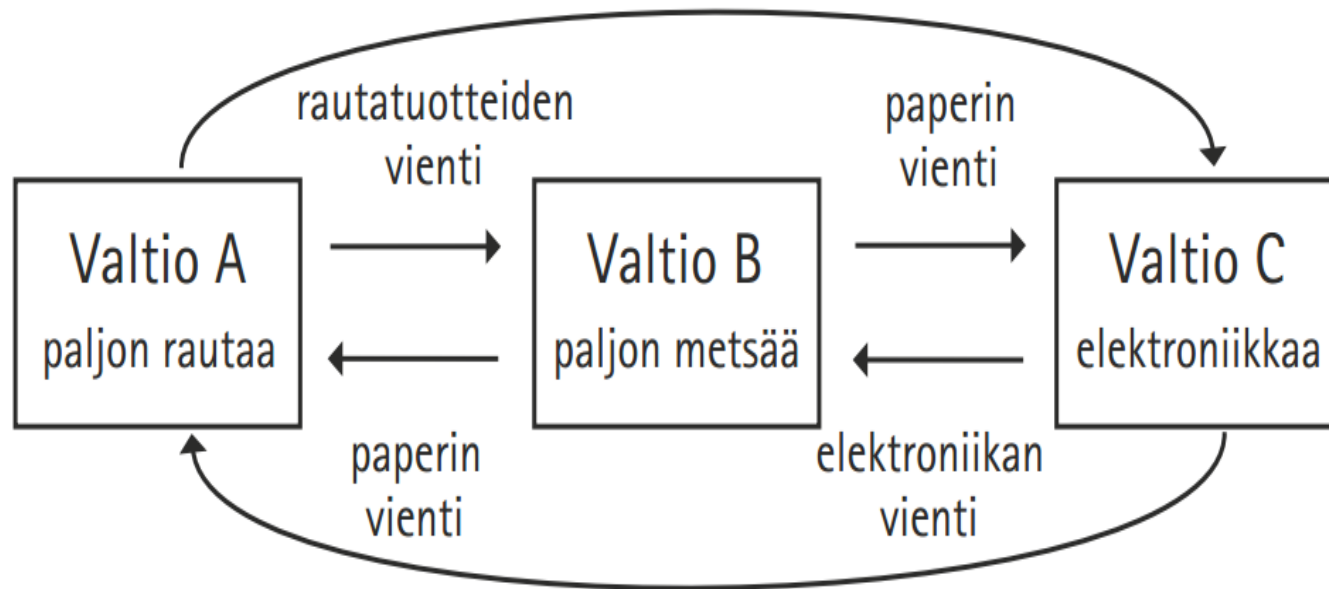 rautatuotteiden
vienti
paperin
vienti
Valtio A
paljon rautaa
Valtio B
paljon metsää
Valtio C
elektroniikkaa
paperin
vienti
elektroniikan
vienti